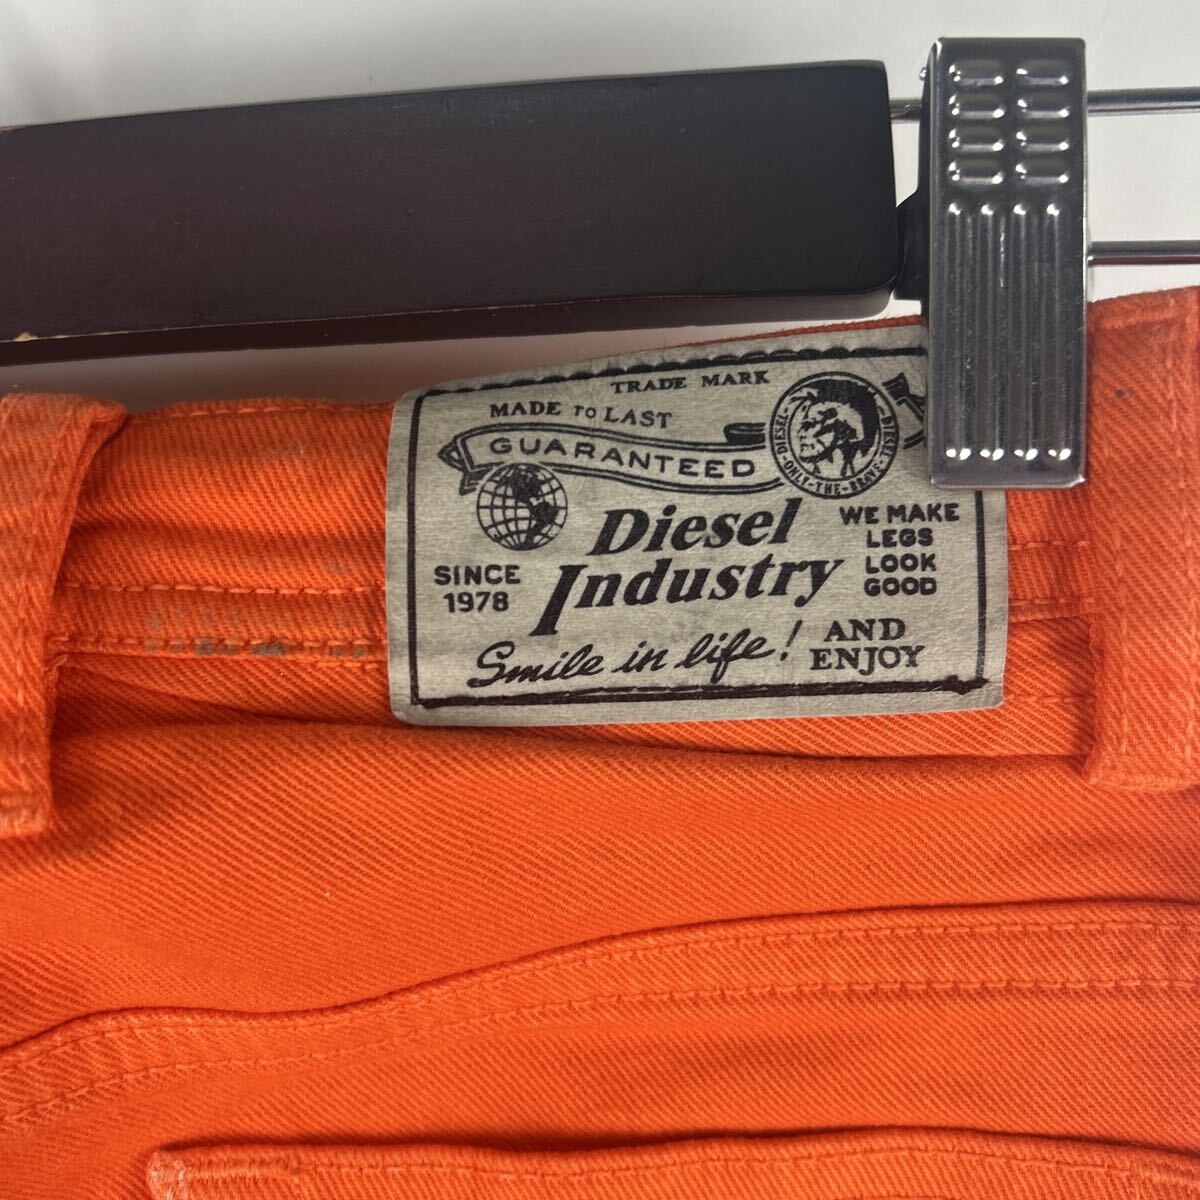 TRADE MARK
MADE TO LAST
GUARANTEED
DIESEL · ONLY · THE · BRAVE · DIESEL
Diesel
Industry
SINCE
1978
WE MAKE
LEGS
LOOK
GOOD
Smile in life!
AND
ENJOY